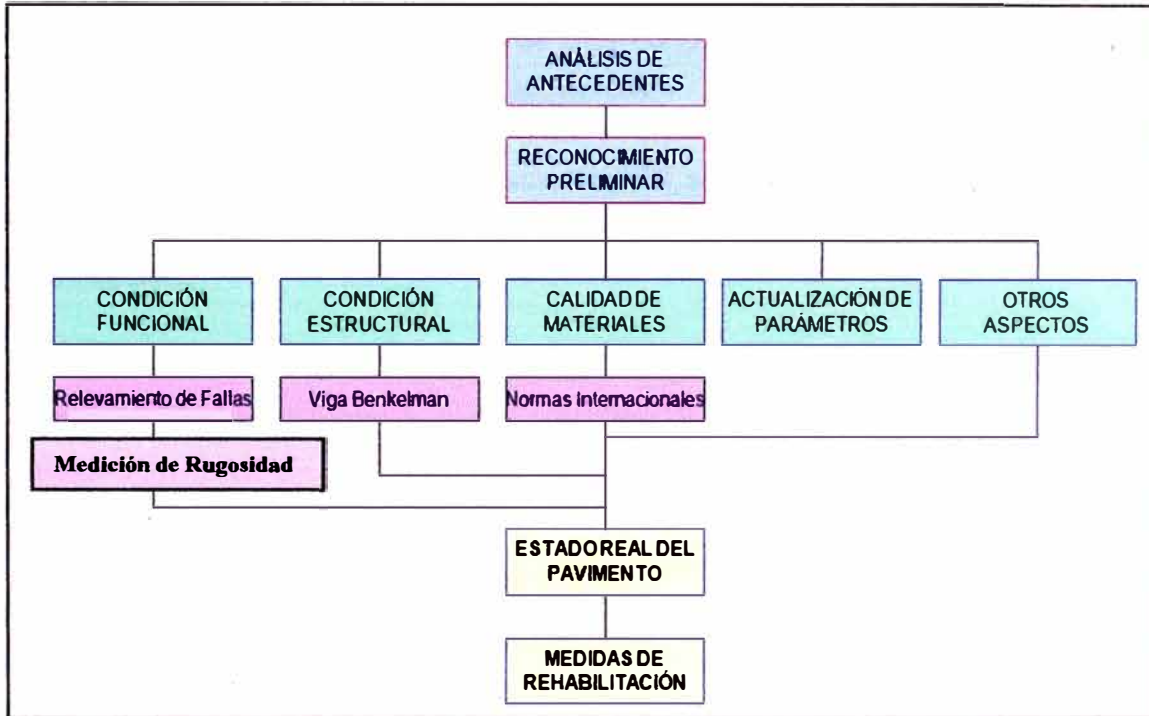 ANÁLISIS DE
ANTECEDENTES
RECONOCIMIENTO
PRELIMINAR
CONDICIÓN
FUNCIONAL
CONDICIÓN
ESTRUCTURAL
CALIDAD DE
MATERIALES
ACTUALIZACIÓN DE
PARÁMETROS
OTROS
ASPECTOS
Relevamiento de Fallas
Viga Benkelman
Normas Internacionales
Medición de Rugosidad
ESTADO REAL DEL
PAVIMENTO
MEDIDAS DE
REHABILITACIÓN